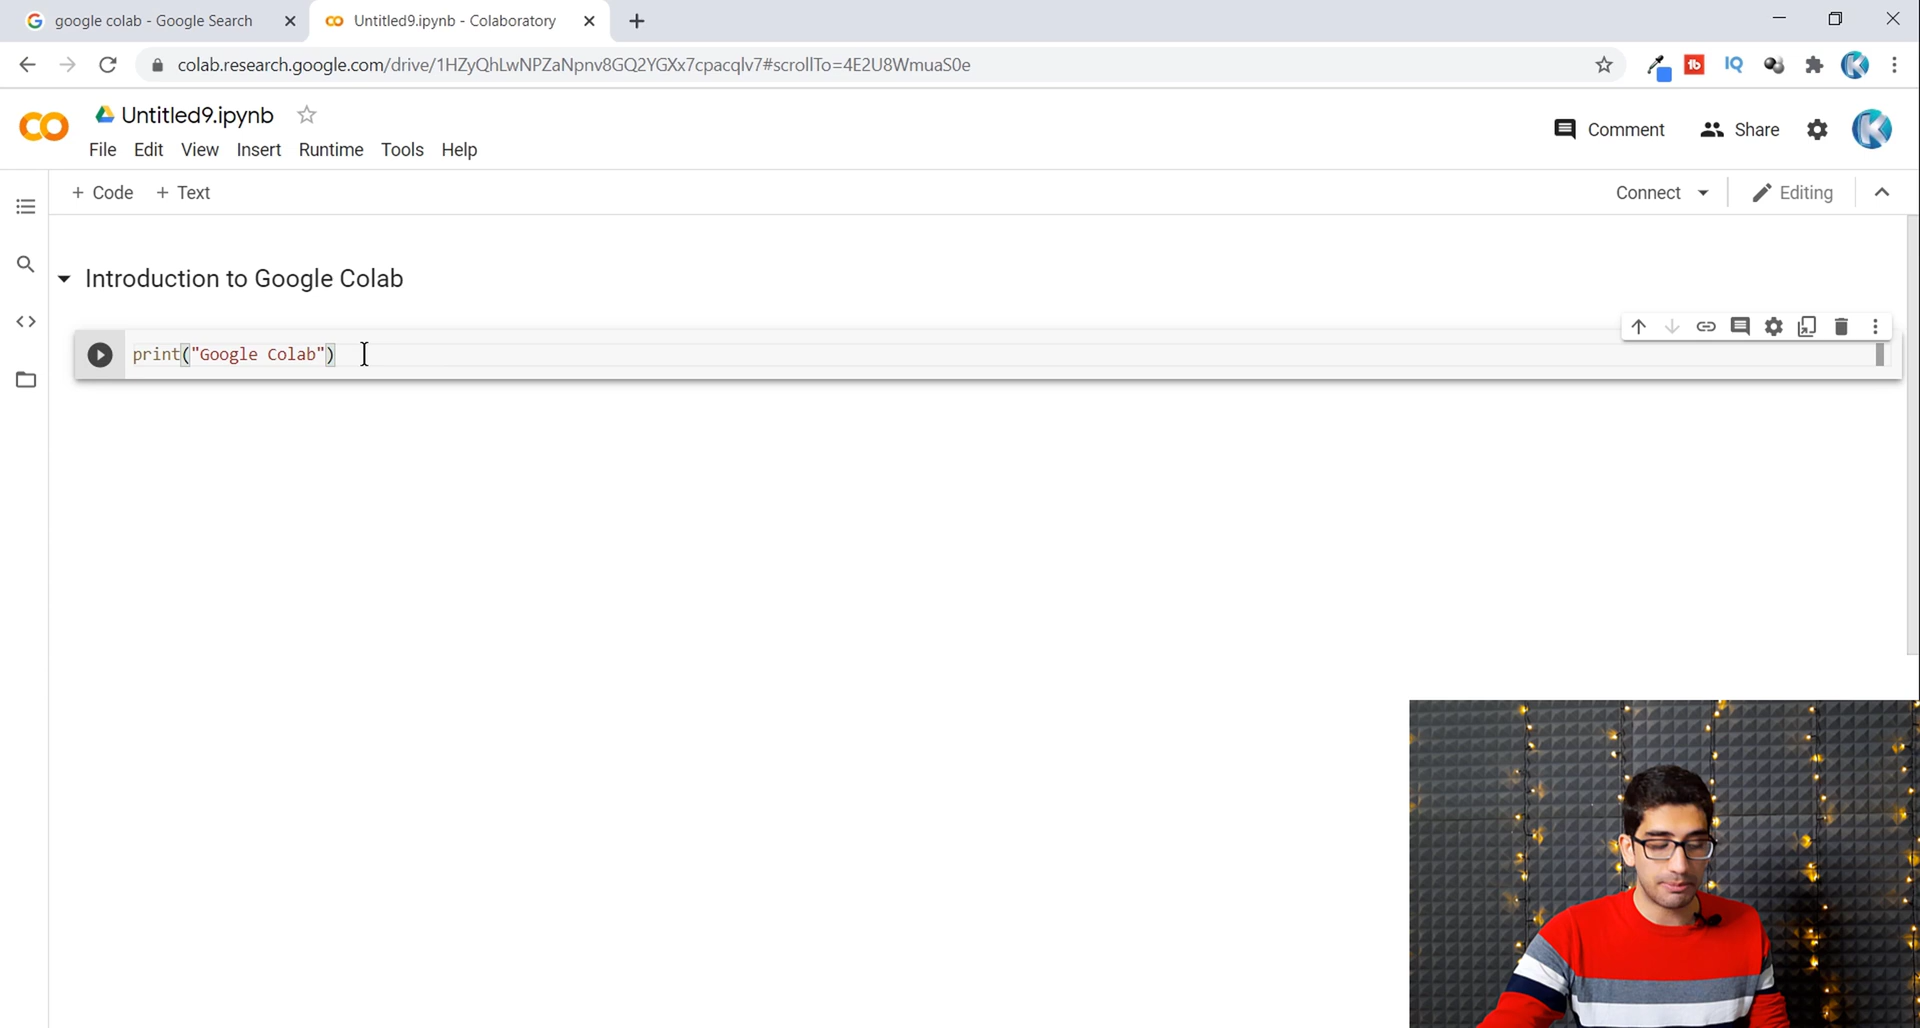 google colab - Google Search
Untitled9.ipynb - Colaboratory
colab.research.google.com/drive/1HZyQhLwNPZaNpnv8GQ2YGXx7cpacqlv7#scrollTo=4E2U8WmuaS0e
Untitled9.ipynb
Comment
Share
File Edit View Insert Runtime Tools Help
+ Code + Text
Connect
Editing
Introduction to Google Colab
print("Google Colab")